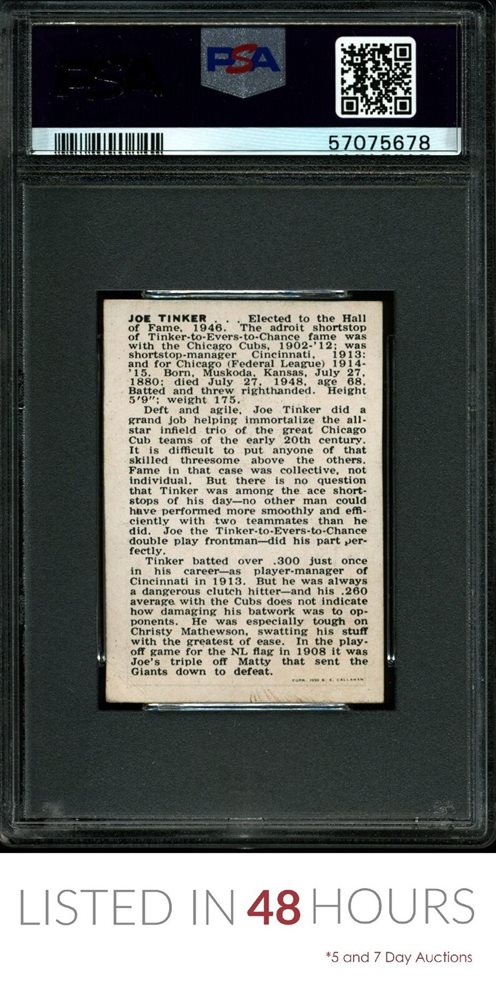 PSA
PSA
57075678
JOE TINKER . . . Elected to the Hall
of Fame, 1946. The adroit shortstop
of Tinker-to-Evers-to-Chance fame was
with the Chicago Cubs, 1902-'12; was
shortstop-manager Cincinnati, 1913;
and for Chicago (Federal League) 1914-
'15. Born, Muskoda, Kansas, July 27,
1880; died July 27, 1948, age 68.
Batted and threw righthanded. Height
5'9"; weight 175.
Deft and agile, Joe Tinker did a
grand job helping immortalize the all-
star infield trio of the great Chicago
Cub teams of the early 20th century.
It is difficult to put anyone of that
skilled threesome above the others.
Fame in that case was collective, not
individual. But there is no question
that Tinker was among the ace short-
stops of his day—no other man could
have performed more smoothly and effi-
ciently with two teammates than he
did. Joe the Tinker-to-Evers-to-Chance
double play frontman—did his part per-
fectly.
Tinker batted over .300 just once
in his career—as player-manager of
Cincinnati in 1913. But he was always
a dangerous clutch hitter—and his .260
average with the Cubs does not indicate
how damaging his batwork was to op-
ponents. He was especially tough on
Christy Mathewson, swatting his stuff
with the greatest of ease. In the play-
off game for the NL flag in 1908 it was
Joe's triple off Matty that sent the
Giants down to defeat.
COPR. 1950 B. E. CALLAHAN
LISTED IN 48 HOURS
*5 and 7 Day Auctions